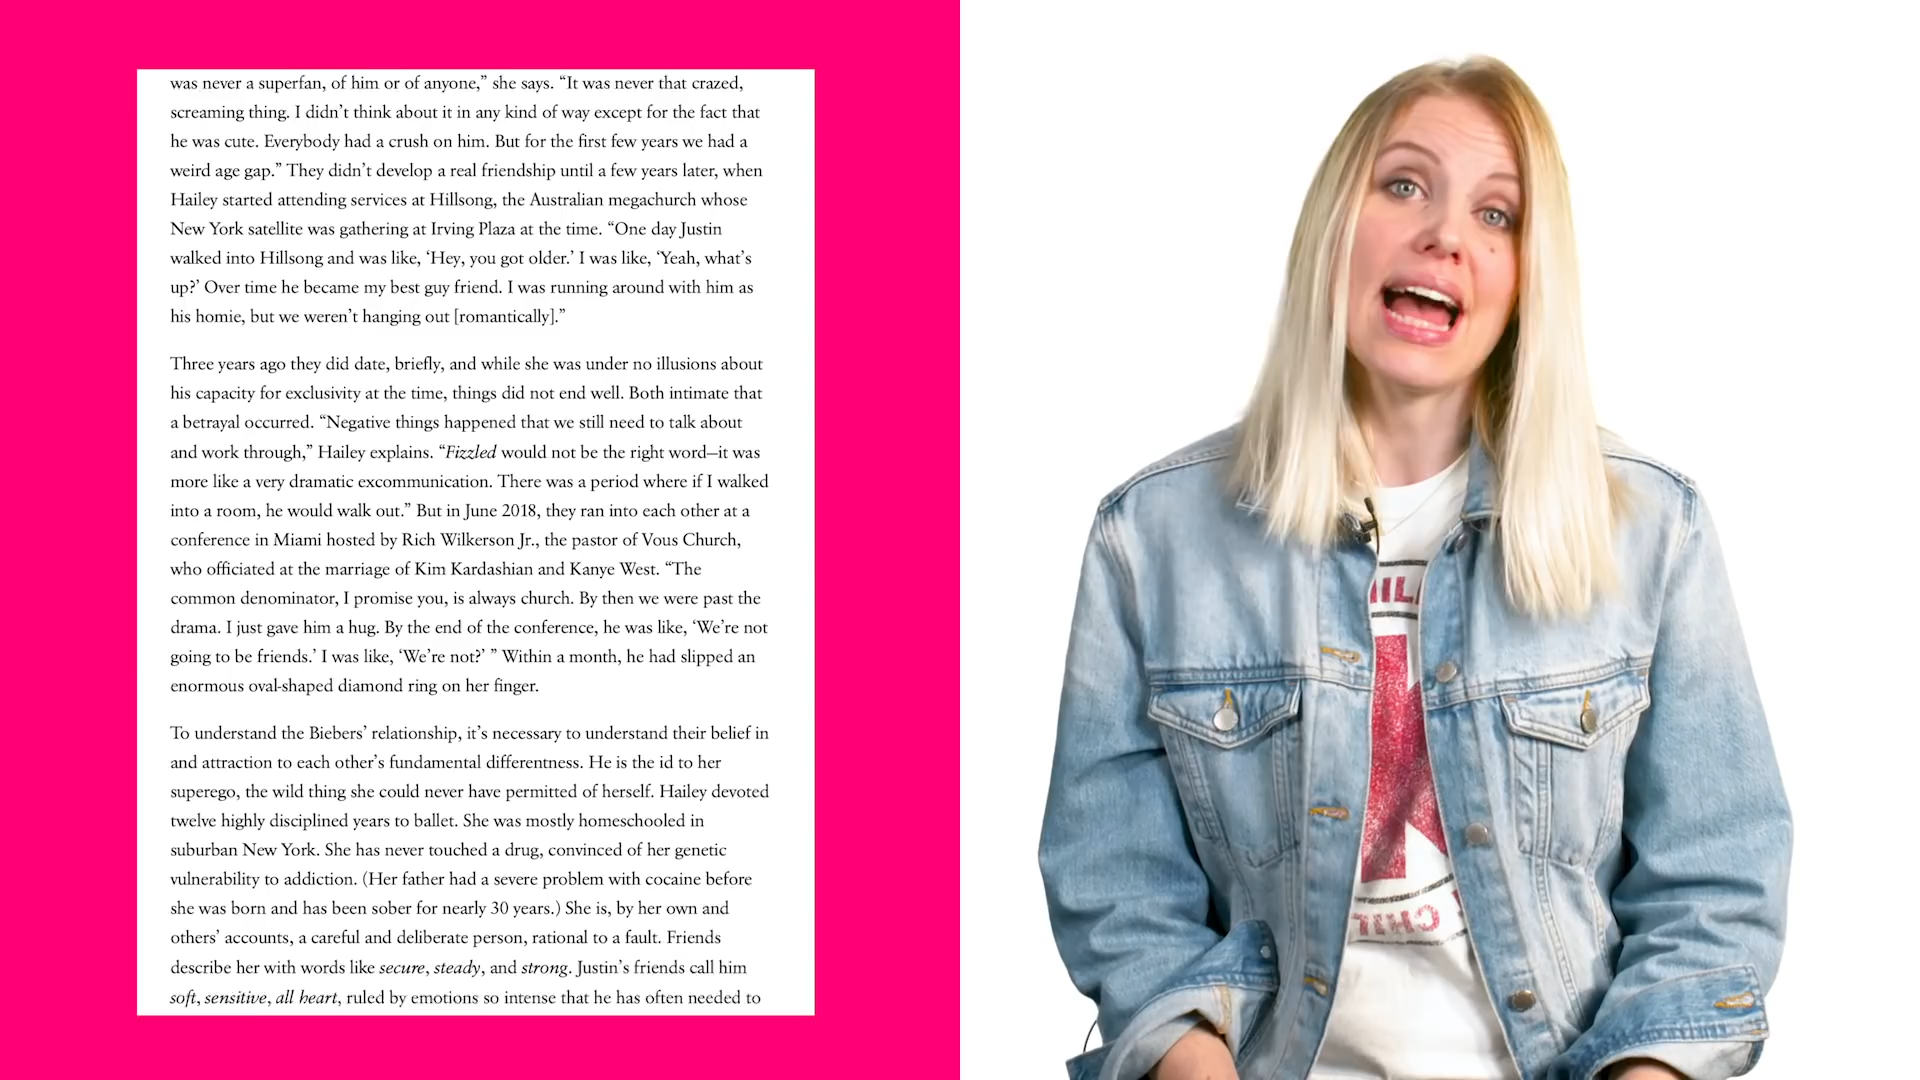 was never a superfan, of him or of anyone,” she says. “It was never that crazed,
screaming thing. I didn’t think about it in any kind of way except for the fact that
he was cute. Everybody had a crush on him. But for the first few years we had a
weird age gap.” They didn’t develop a real friendship until a few years later, when
Hailey started attending services at Hillsong, the Australian megachurch whose
New York satellite was gathering at Irving Plaza at the time. “One day Justin
walked into Hillsong and was like, ‘Hey, you got older.’ I was like, ‘Yeah, what’s
up?’ Over time he became my best guy friend. I was running around with him as
his homie, but we weren’t hanging out [romantically].”
Three years ago they did date, briefly, and while she was under no illusions about
his capacity for exclusivity at the time, things did not end well. Both intimate that
a betrayal occurred. “Negative things happened that we still need to talk about
and work through,” Hailey explains. “Fizzled would not be the right word—it was
more like a very dramatic excommunication. There was a period where if I walked
into a room, he would walk out.” But in June 2018, they ran into each other at a
conference in Miami hosted by Rich Wilkerson Jr., the pastor of Vous Church,
who officiated at the marriage of Kim Kardashian and Kanye West. “The
common denominator, I promise you, is always church. By then we were past the
drama. I just gave him a hug. By the end of the conference, he was like, ‘We’re not
going to be friends.’ I was like, ‘We’re not?’ ” Within a month, he had slipped an
enormous oval-shaped diamond ring on her finger.
To understand the Biebers’ relationship, it’s necessary to understand their belief in
and attraction to each other’s fundamental differentness. He is the id to her
superego, the wild thing she could never have permitted of herself. Hailey devoted
twelve highly disciplined years to ballet. She was mostly homeschooled in
suburban New York. She has never touched a drug, convinced of her genetic
vulnerability to addiction. (Her father had a severe problem with cocaine before
she was born and has been sober for nearly 30 years.) She is, by her own and
others’ accounts, a careful and deliberate person, rational to a fault. Friends
describe her with words like secure, steady, and strong. Justin’s friends call him
soft, sensitive, all heart, ruled by emotions so intense that he has often needed to